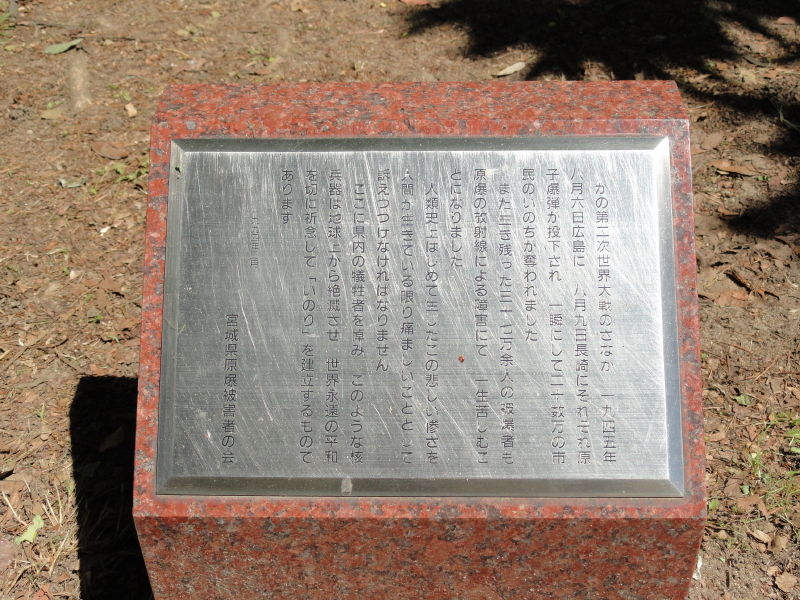 かの第二次世界大戦のさなか 一九四五年
八月六日広島に 八月九日長崎にそれぞれ原
子爆弾が投下され 一瞬にして二十数万の市
民のいのちが奪われました
また生き残った三十七万余人の被爆者も
原爆の放射線による障害にて 一生苦しむこ
とになりました
人類史上はじめて生じたこの悲しい惨さを
人間が生きている限り痛ましいこととして
訴えつづけなければなりません
ここに県内の犠牲者を悼み このような核
兵器は地球上から絶滅させ 世界永遠の平和
を切に祈念して「いのり」を建立するもので
あります
宮城県原爆被害者の会